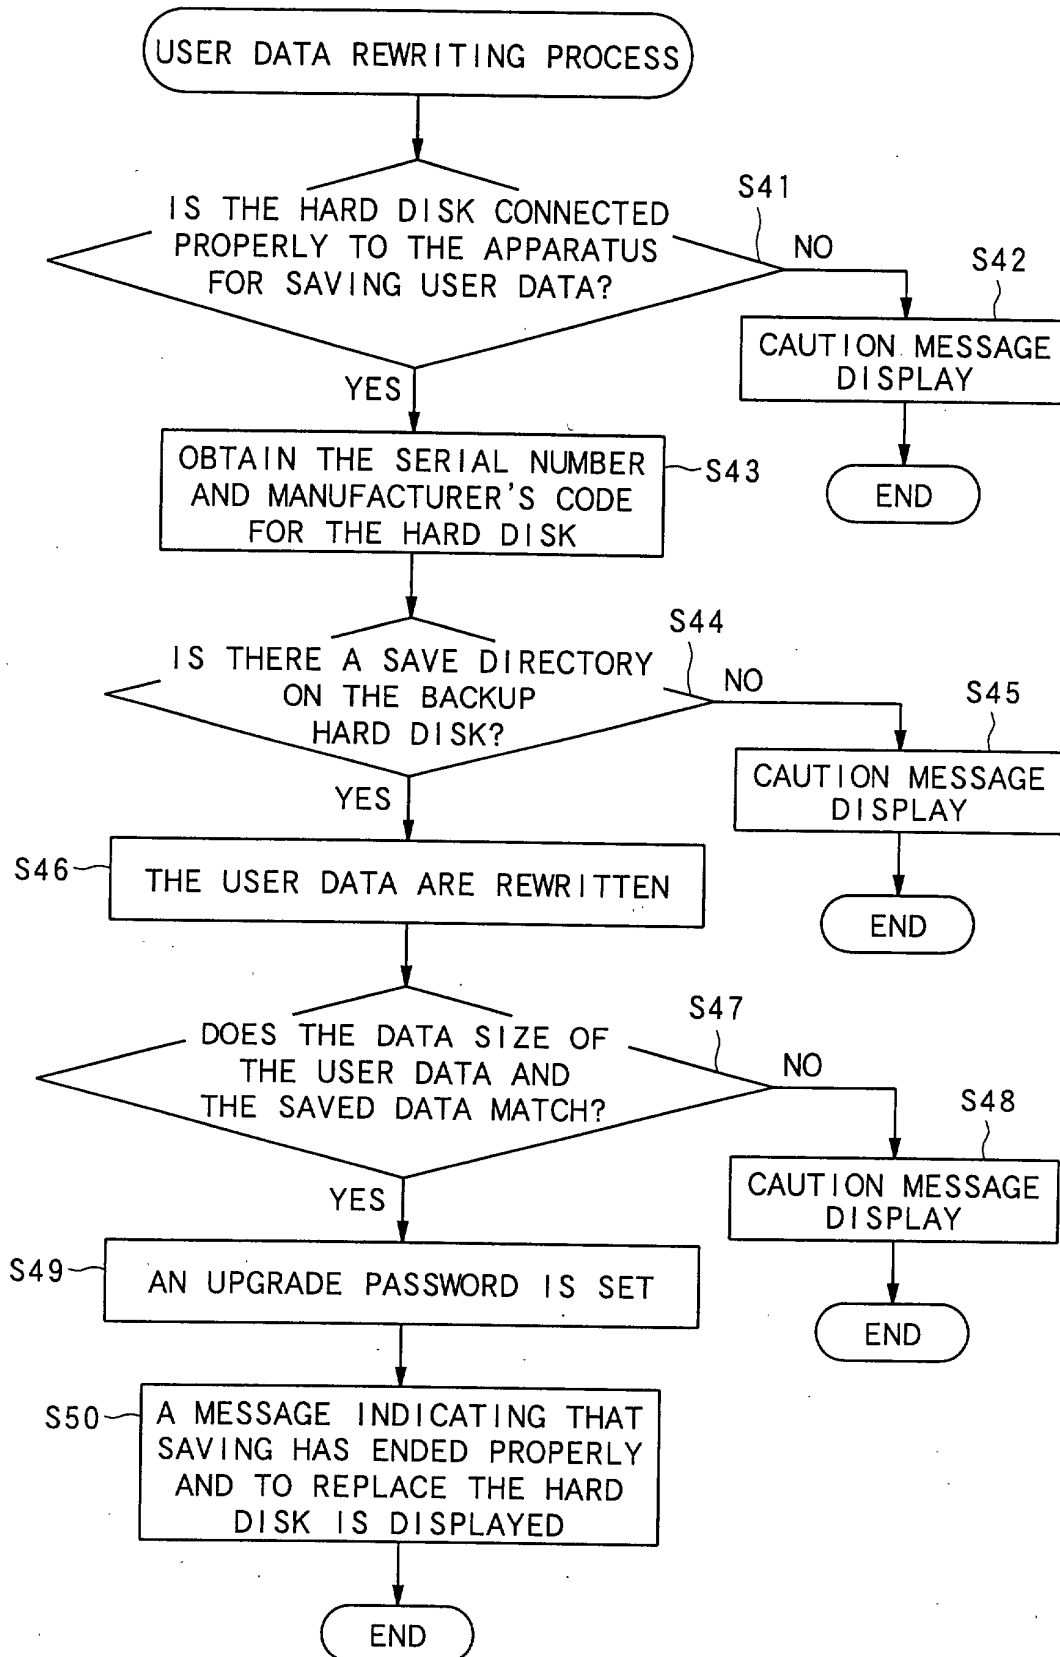 USER DATA REWRITING PROCESS
S41
IS THE HARD DISK CONNECTED
PROPERLY TO THE APPARATUS
FOR SAVING USER DATA?
NO
S42
CAUTION MESSAGE
DISPLAY
YES
END
OBTAIN THE SERIAL NUMBER
AND MANUFACTURER'S CODE
FOR THE HARD DISK
S43
S44
IS THERE A SAVE DIRECTORY
ON THE BACKUP
HARD DISK?
NO
S45
CAUTION MESSAGE
DISPLAY
YES
END
S46
THE USER DATA ARE REWRITTEN
S47
DOES THE DATA SIZE OF
THE USER DATA AND
THE SAVED DATA MATCH?
NO
S48
CAUTION MESSAGE
DISPLAY
YES
END
S49
AN UPGRADE PASSWORD IS SET
S50
A MESSAGE INDICATING THAT
SAVING HAS ENDED PROPERLY
AND TO REPLACE THE HARD
DISK IS DISPLAYED
END